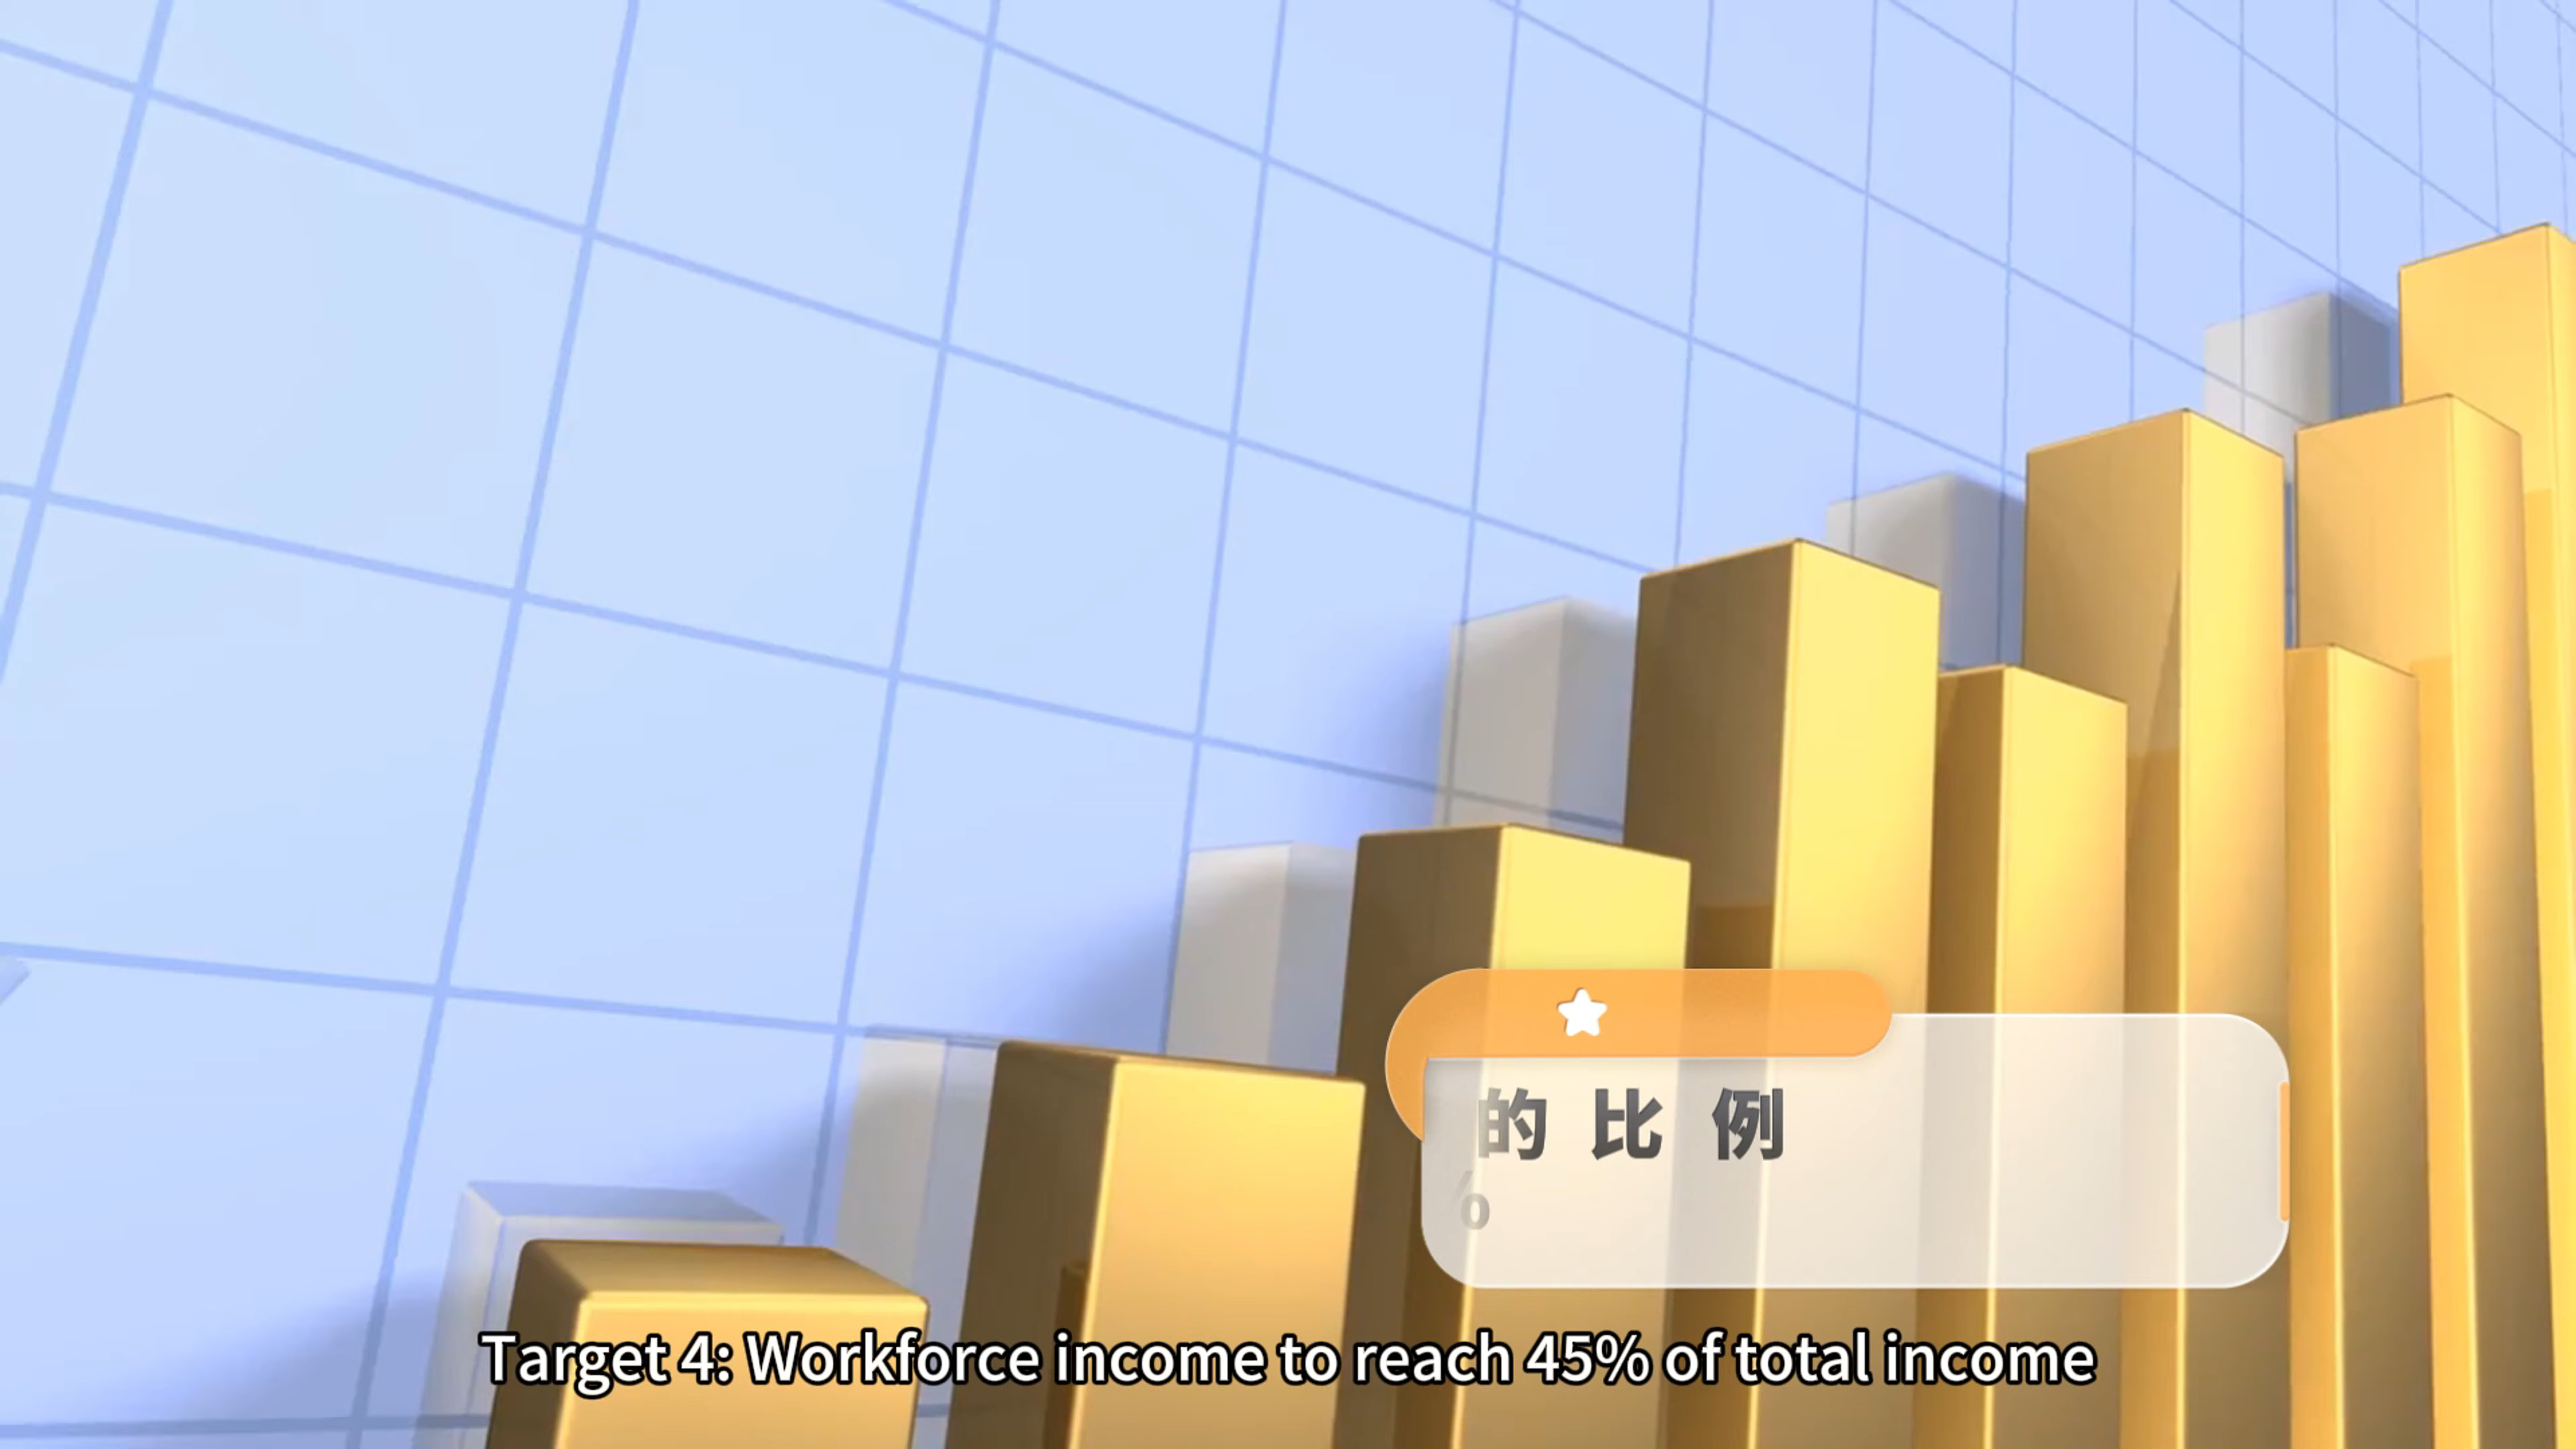 的比例
%
Target 4: Workforce income to reach 45% of total income